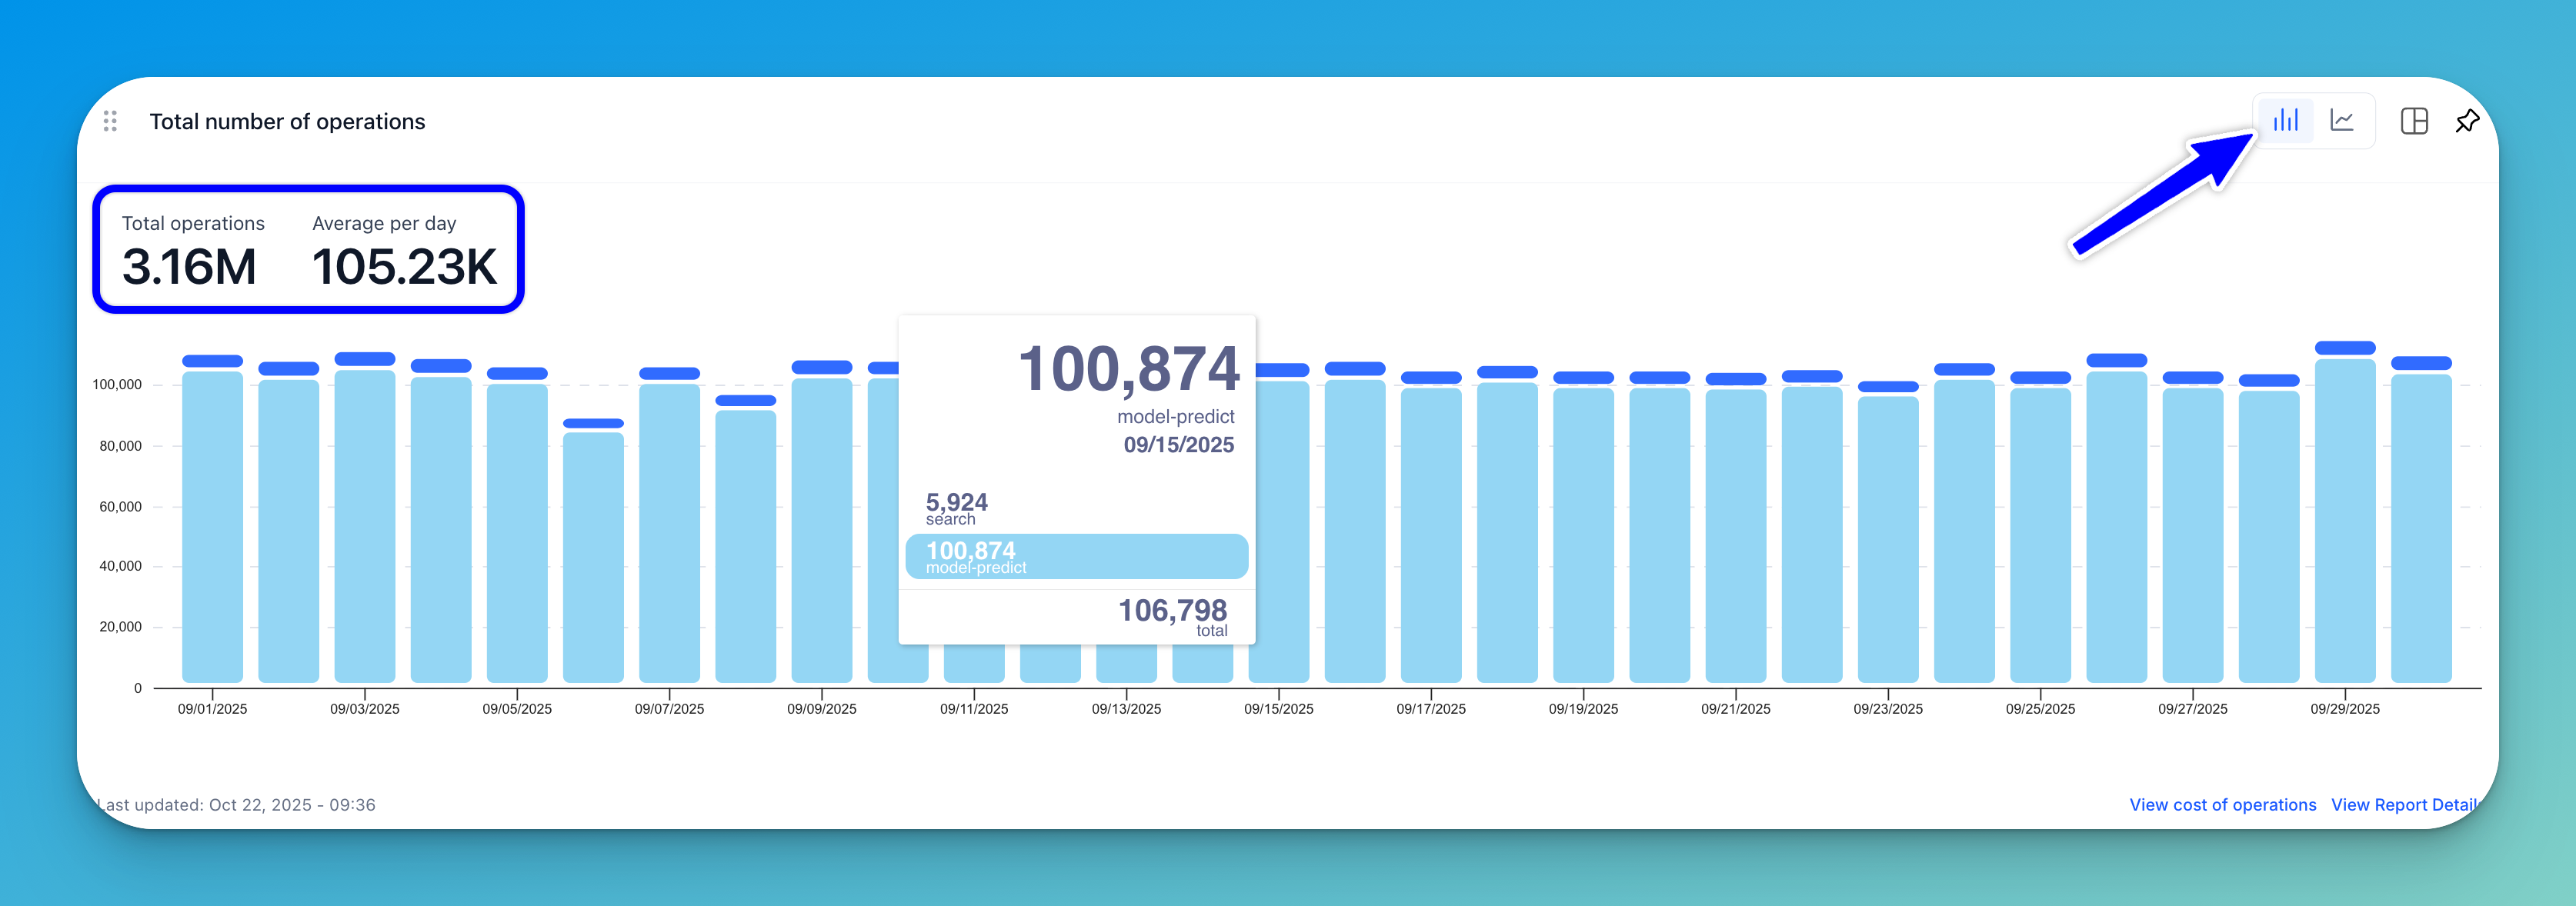 Total number of operations
Total operations Average per day
3.16M 105.23K
100,874
model-predict
09/15/2025
5,924
search
100,874
model-predict
106,798
total
100,000
80,000
60,000
40,000
20,000
0
09/01/2025 09/03/2025 09/05/2025 09/07/2025 09/09/2025 09/11/2025 09/13/2025 09/15/2025 09/17/2025 09/19/2025 09/21/2025 09/23/2025 09/25/2025 09/27/2025 09/29/2025
Last updated: Oct 22, 2025 - 09:36
View cost of operations View Report Details